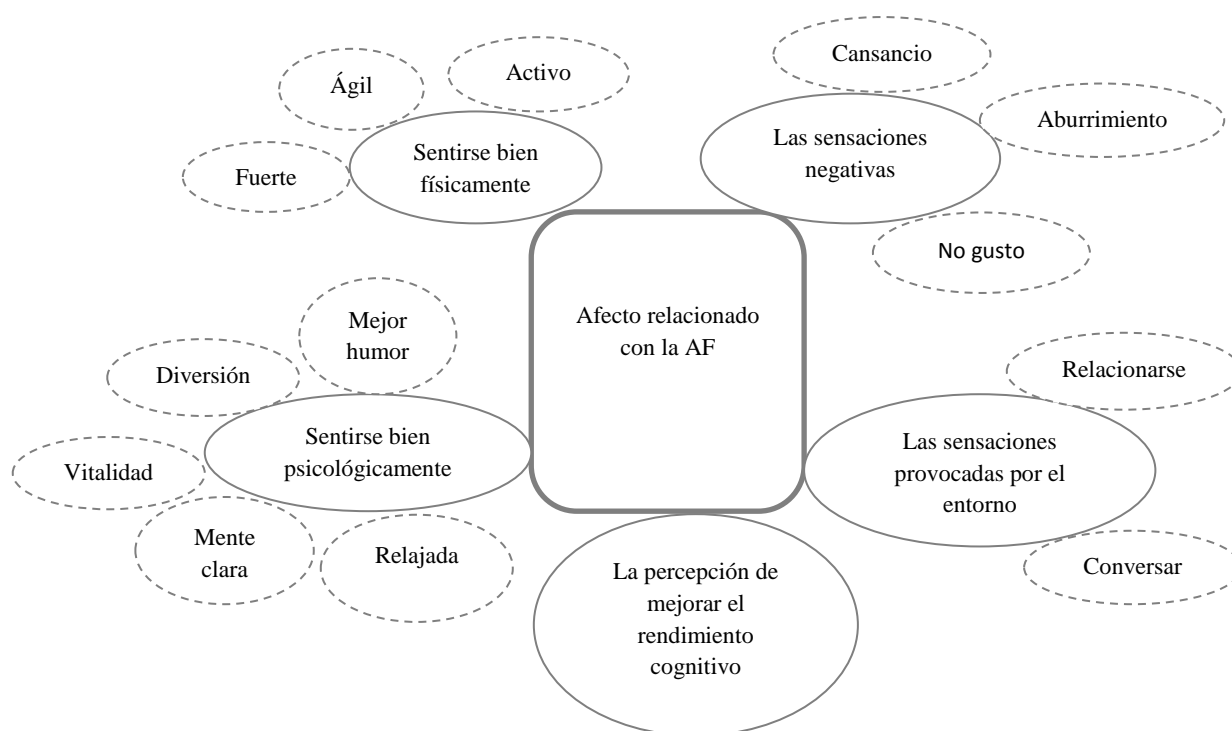 Cansancio
Activo
Ágil
Aburrimiento
Las sensaciones
negativas
Sentirse bien
físicamente
Fuerte
No gusto
Afecto relacionado
con la AF
Mejor
humor
Relacionarse
Diversión
Sentirse bien
psicológicamente
Las sensaciones
provocadas por el
entorno
Vitalidad
Mente
clara
Relajada
Conversar
La percepción de
mejorar el
rendimiento
cognitivo